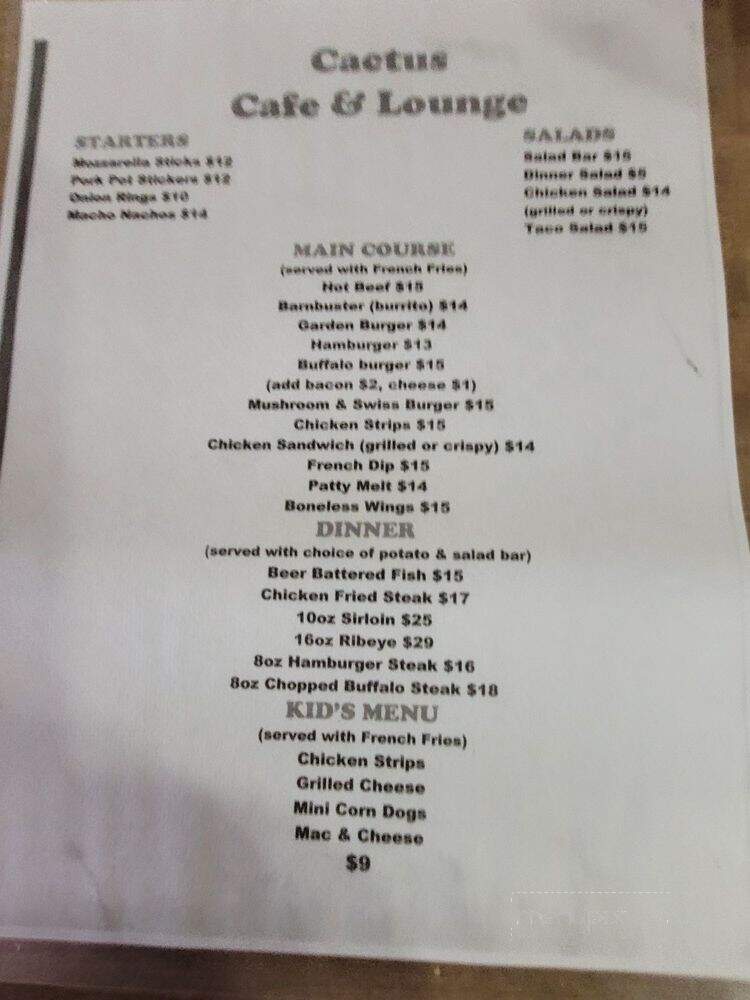 Cactus
Cafe & Lounge
STARTERS
Mozzarella Sticks $12
Pork Pot Stickers $12
Onion Rings $10
Macho Nachos $14
SALADS
Salad Bar $15
Dinner Salad $5
Chicken Salad $14
(grilled or crispy)
Taco Salad $15
MAIN COURSE
(served with French Fries)
Hot Beef $15
Barnbuster (burrito) $14
Garden Burger $14
Hamburger $13
Buffalo burger $15
(add bacon $2, cheese $1)
Mushroom & Swiss Burger $15
Chicken Strips $15
Chicken Sandwich (grilled or crispy) $14
French Dip $15
Patty Melt $14
Boneless Wings $15
DINNER
(served with choice of potato & salad bar)
Beer Battered Fish $15
Chicken Fried Steak $17
10oz Sirloin $25
16oz Ribeye $29
8oz Hamburger Steak $16
8oz Chopped Buffalo Steak $18
KID'S MENU
(served with French Fries)
Chicken Strips
Grilled Cheese
Mini Corn Dogs
Mac & Cheese
$9